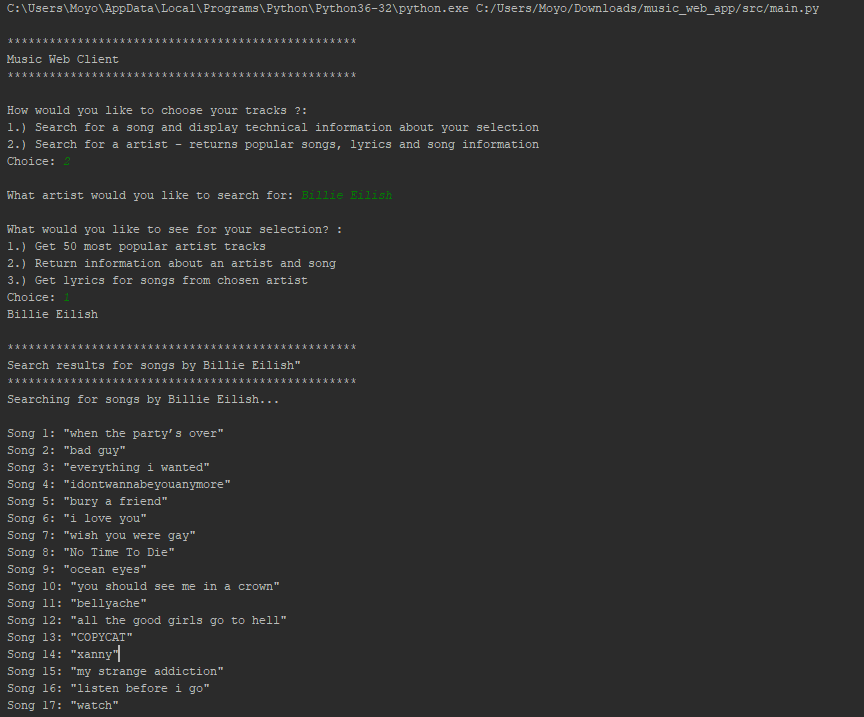 C:\Users\Moyo\AppData\Local\Programs\Python\Python36-32\python.exe C:/Users/Moyo/Downloads/music_web_app/src/main.py
**************************************************
Music Web Client
**************************************************
How would you like to choose your tracks ?:
1.) Search for a song and display technical information about your selection
2.) Search for a artist - returns popular songs, lyrics and song information
Choice: 2
What artist would you like to search for: Billie Eilish
What would you like to see for your selection? :
1.) Get 50 most popular artist tracks
2.) Return information about an artist and song
3.) Get lyrics for songs from chosen artist
Choice: 1
Billie Eilish
**************************************************
Search results for songs by Billie Eilish"
**************************************************
Searching for songs by Billie Eilish...
Song 1: "when the party’s over"
Song 2: "bad guy"
Song 3: "everything i wanted"
Song 4: "idontwannabeyouanymore"
Song 5: "bury a friend"
Song 6: "i love you"
Song 7: "wish you were gay"
Song 8: "No Time To Die"
Song 9: "ocean eyes"
Song 10: "you should see me in a crown"
Song 11: "bellyache"
Song 12: "all the good girls go to hell"
Song 13: "COPYCAT"
Song 14: "xanny"
Song 15: "my strange addiction"
Song 16: "listen before i go"
Song 17: "watch"